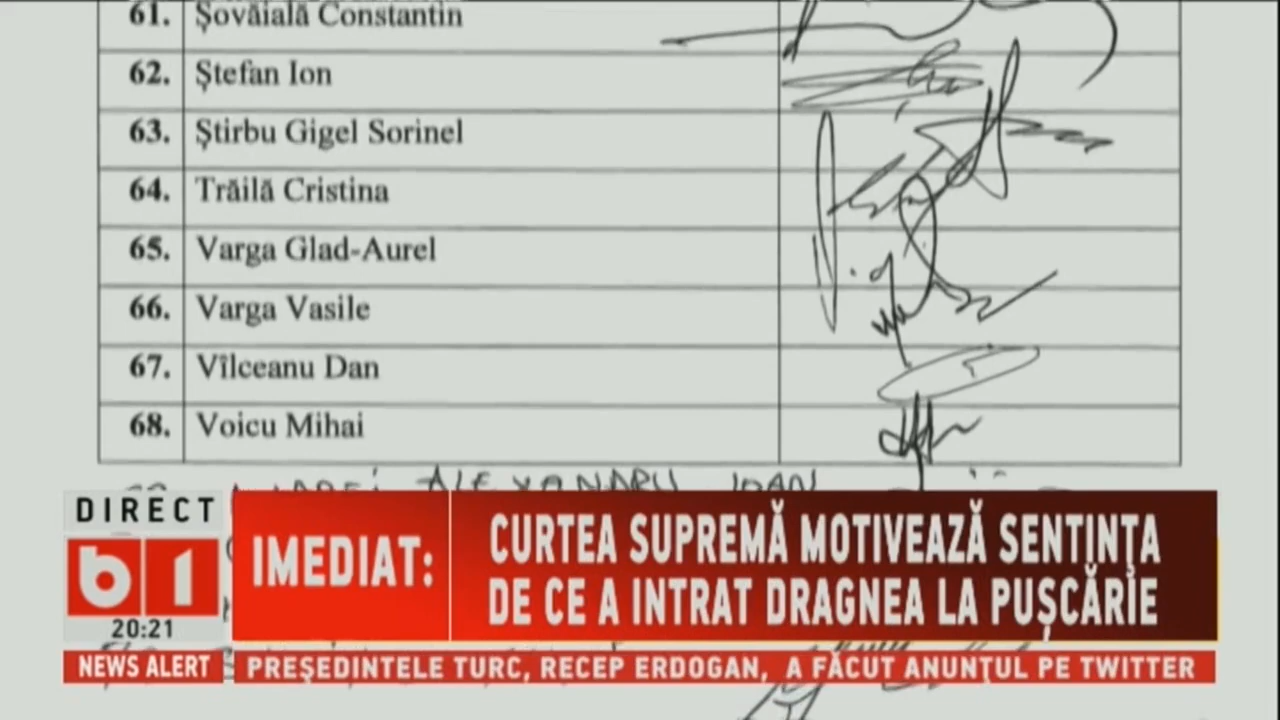 61. Șovăială Constantin
62. Ștefan Ion
63. Știrbu Gigel Sorinel
64. Trăilă Cristina
65. Varga Glad-Aurel
66. Varga Vasile
67. Vîlceanu Dan
68. Voicu Mihai
ALEXANDRU IOAN
DIRECT
b1
20:21
IMEDIAT:
CURTEA SUPREMĂ MOTIVEAZĂ SENTINȚA
DE CE A INTRAT DRAGNEA LA PUȘCĂRIE
NEWS ALERT
PREȘEDINTELE TURC, RECEP ERDOGAN, A FĂCUT ANUNȚUL PE TWITTER